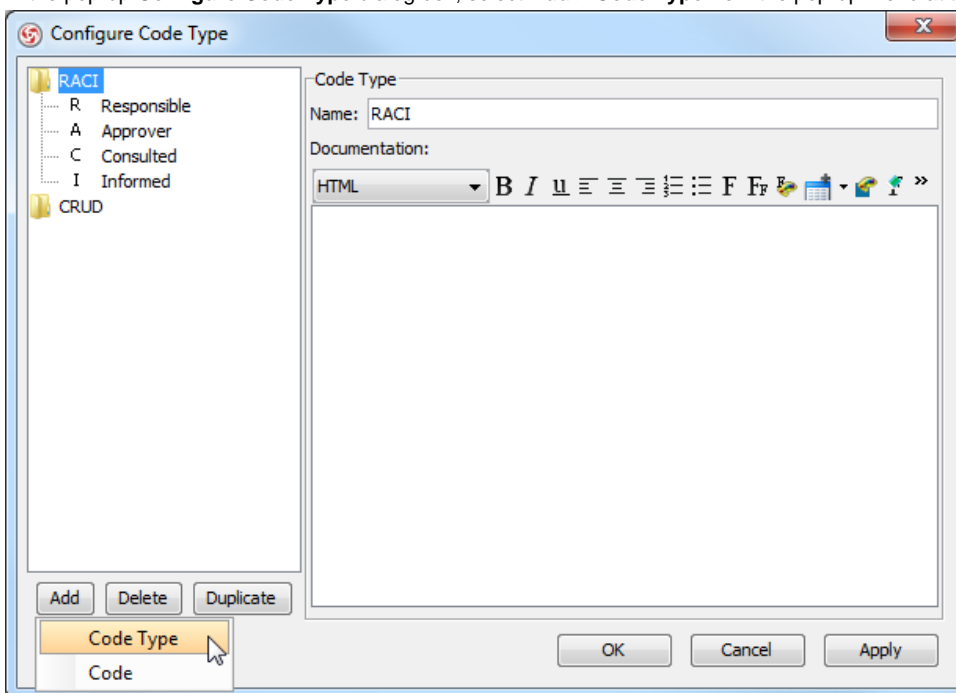 Configure Code Type
X
RACI
R Responsible
A Approver
C Consulted
I Informed
CRUD
Code Type
Name: RACI
Documentation:
HTML B I u F FF »
Add Delete Duplicate
Code Type
Code
OK Cancel Apply